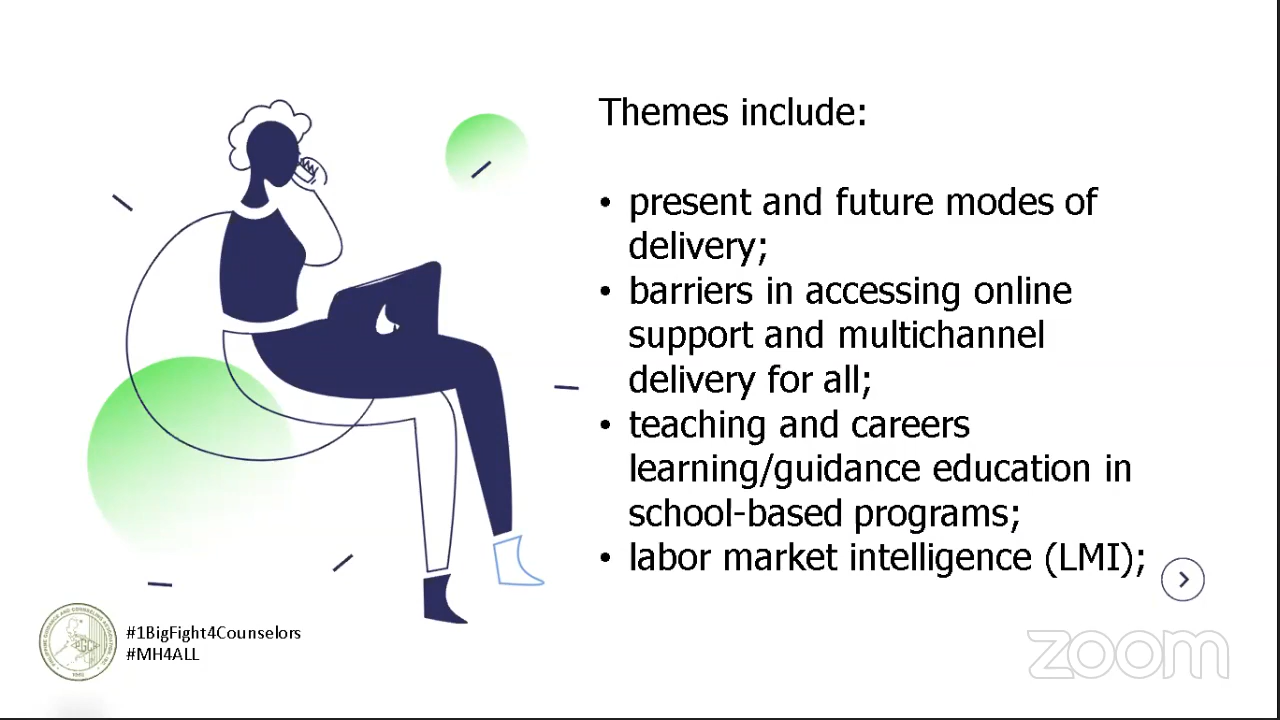 Themes include:
• present and future modes of
delivery;
• barriers in accessing online
support and multichannel
delivery for all;
• teaching and careers
learning/guidance education in
school-based programs;
• labor market intelligence (LMI);
#1BigFight4Counselors
#MH4ALL
zoom